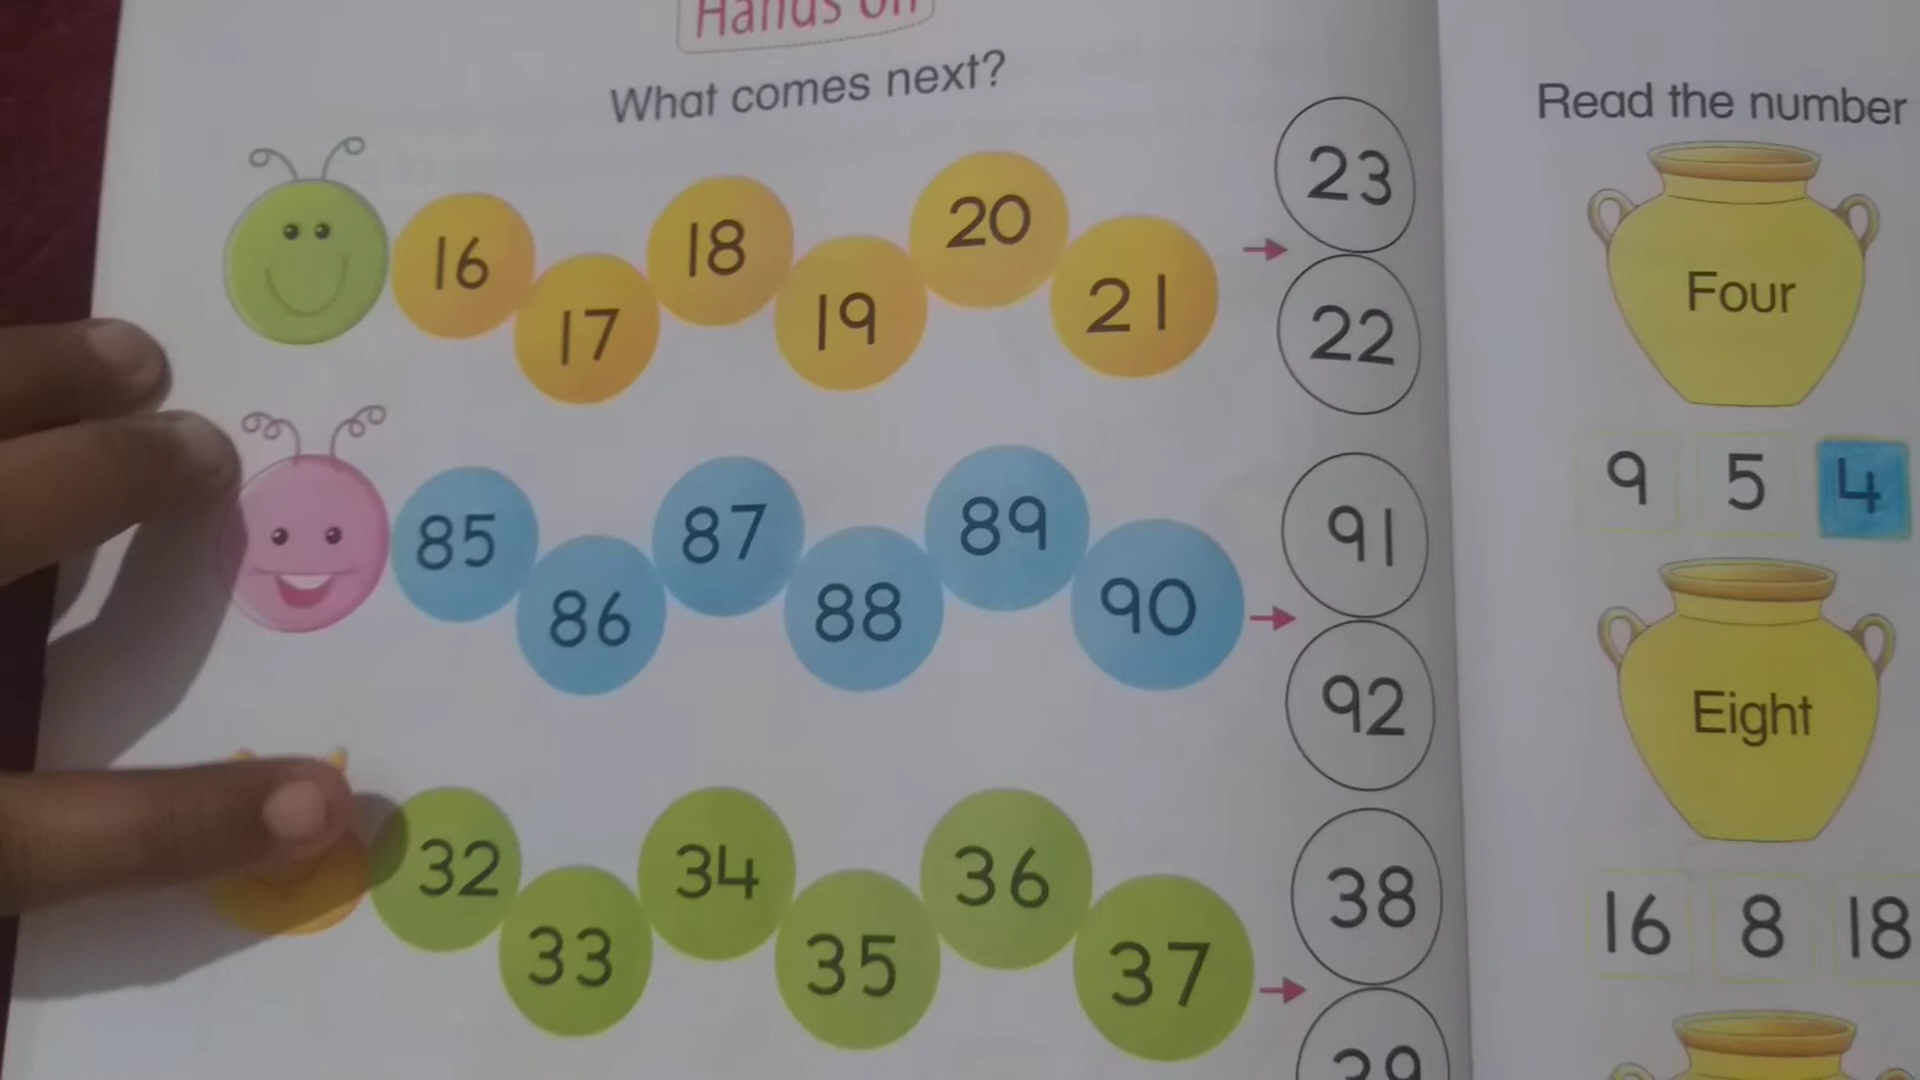 Hands on
What comes next?
16 17 18 19 20 21
23
22
85 86 87 88 89 90
91
92
32 33 34 35 36 37
38
39
Read the number
Four
9 5 4
Eight
16 8 18